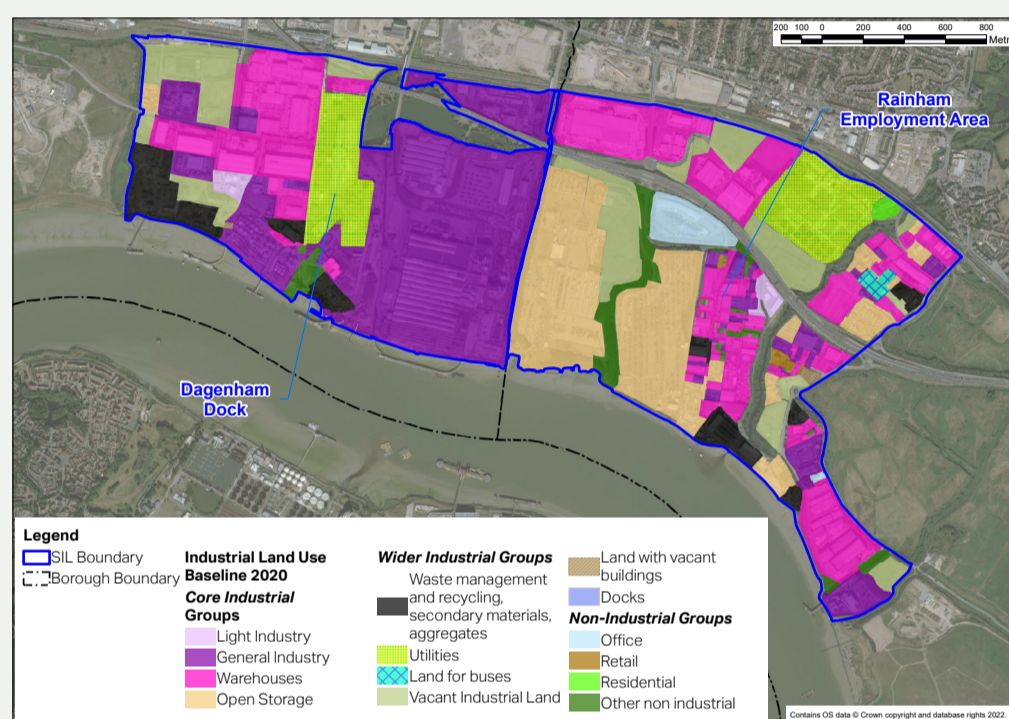 200 100 0 200 400 600 800
Metr
Rainham
Employment Area
Dagenham
Dock
Legend
SIL Boundary
Borough Boundary
Industrial Land Use
Baseline 2020
Core Industrial
Groups
Light Industry
General Industry
Warehouses
Open Storage
Wider Industrial Groups
Waste management
and recycling,
secondary materials,
aggregates
Utilities
Land for buses
Vacant Industrial Land
Land with vacant
buildings
Docks
Non-Industrial Groups
Office
Retail
Residential
Other non industrial
Contains OS data © Crown copyright and database rights 2022.